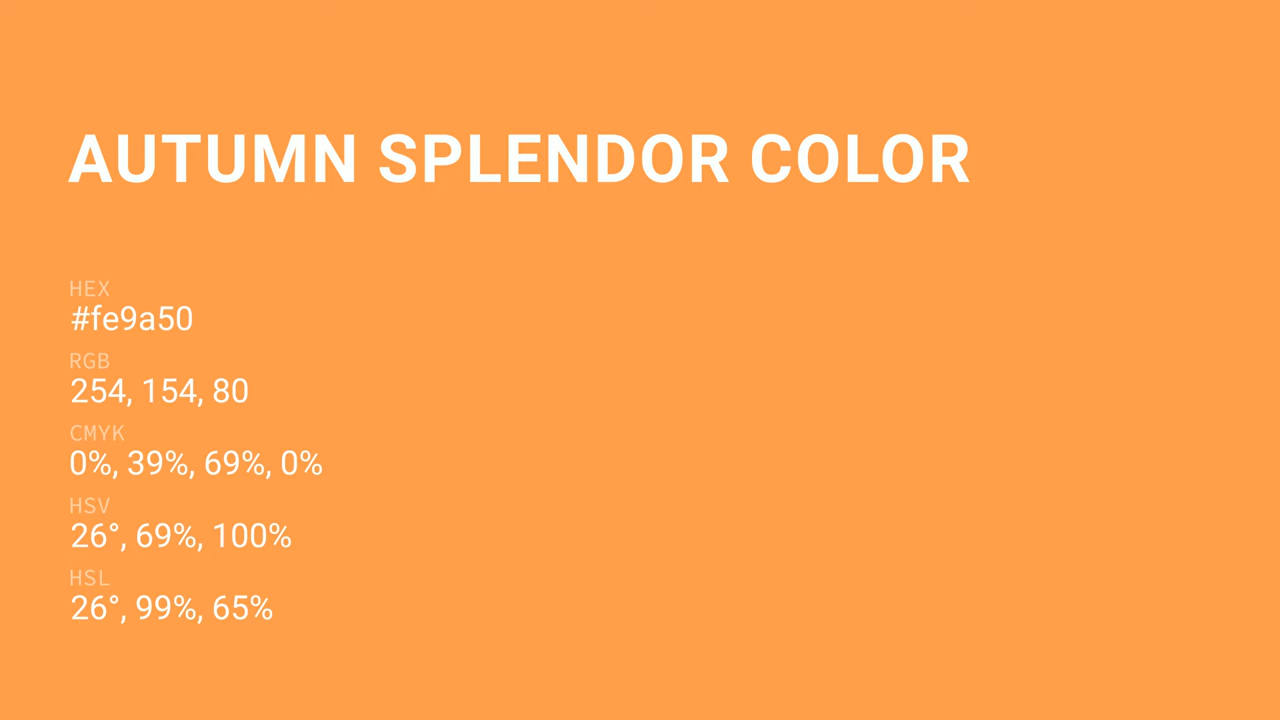 AUTUMN SPLENDOR COLOR
HEX
#fe9a50
RGB
254, 154, 80
CMYK
0%, 39%, 69%, 0%
HSV
26°, 69%, 100%
HSL
26°, 99%, 65%